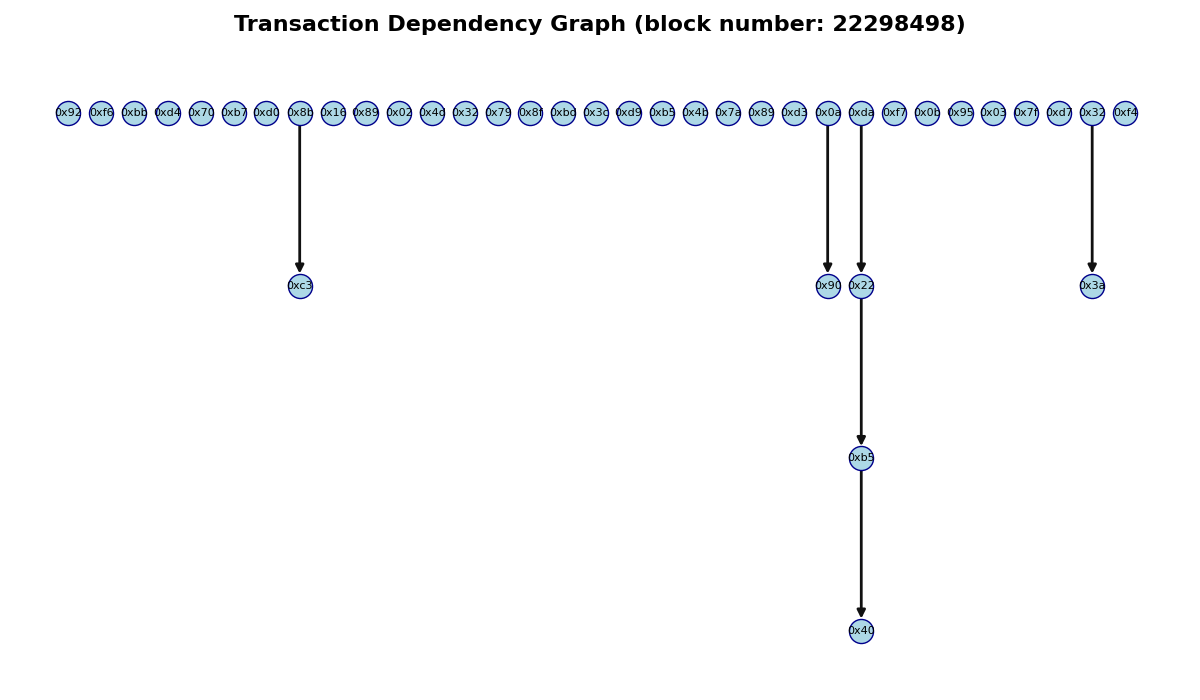 Transaction Dependency Graph (block number: 22298498)
0x92 0xf6 0xbb 0xd4 0x70 0xb7 0xd0 0x8b 0x16 0x89 0x02 0x4c 0x32 0x79 0x8f 0xbc 0x3c 0xd9 0xb5 0x4b 0x7a 0x89 0xd3 0x0a 0xda 0xf7 0x0b 0x95 0x03 0x7f 0xd7 0x32 0xf4
0xc3 0x90 0x22 0x3a
0xb5
0x40